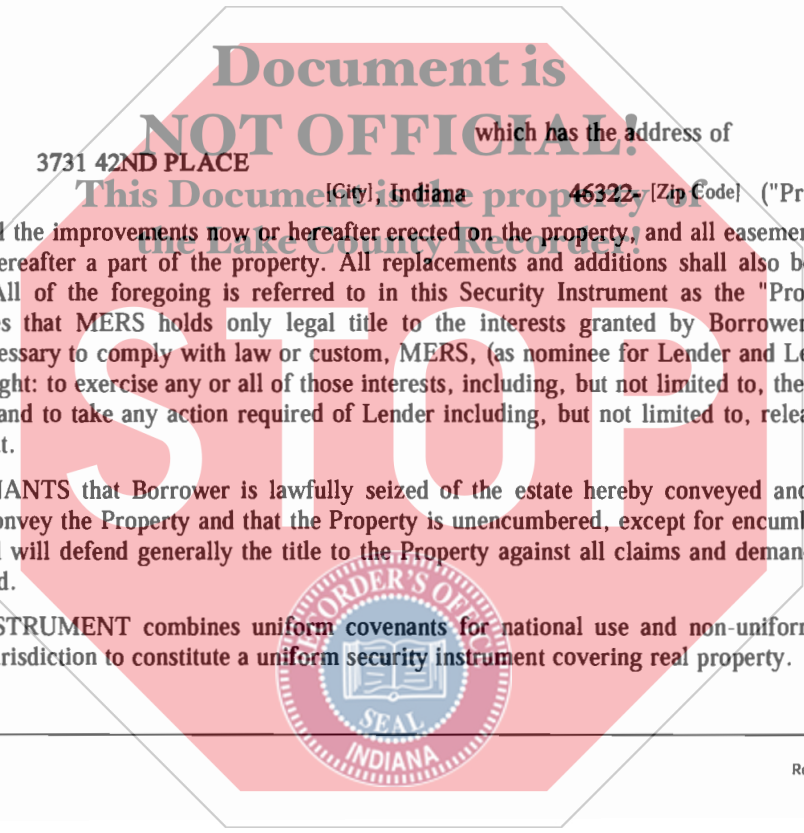 Document is
NOT OFFICIAL!
which has the address of
3731 42ND PLACE
This Document is the property of
[City], Indiana 46322- [Zip Code] ("Pr
the improvements now or hereafter erected on the property, and all easemen
the Lake County Recorder!
ereafter a part of the property. All replacements and additions shall also b
All of the foregoing is referred to in this Security Instrument as the "Pro
es that MERS holds only legal title to the interests granted by Borrower
essary to comply with law or custom, MERS, (as nominee for Lender and Le
ght: to exercise any or all of those interests, including, but not limited to, the
and to take any action required of Lender including, but not limited to, relea
t.
STOP
NANTS that Borrower is lawfully seized of the estate hereby conveyed and
onvey the Property and that the Property is unencumbered, except for encumb
will defend generally the title to the Property against all claims and deman
d.
STRUMENT combines uniform covenants for national use and non-uniform
risdiction to constitute a uniform security instrument covering real property.
RECORDER'S OFFICE
SEAL
INDIANA